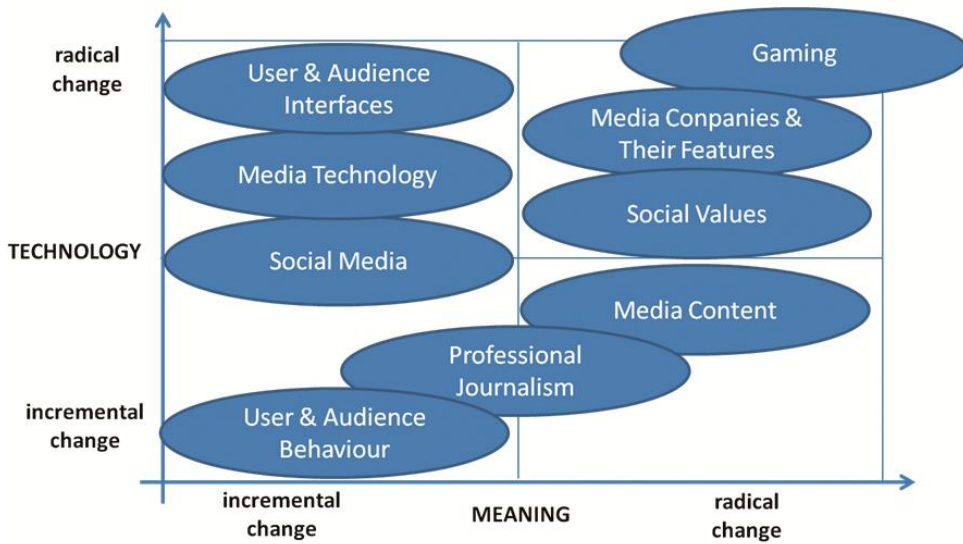 radical
change
User & Audience
Interfaces
Gaming
Media Conpanies &
Their Features
Media Technology
Social Values
TECHNOLOGY
Social Media
Media Content
Professional
Journalism
incremental
change
User & Audience
Behaviour
incremental
change
MEANING
radical
change